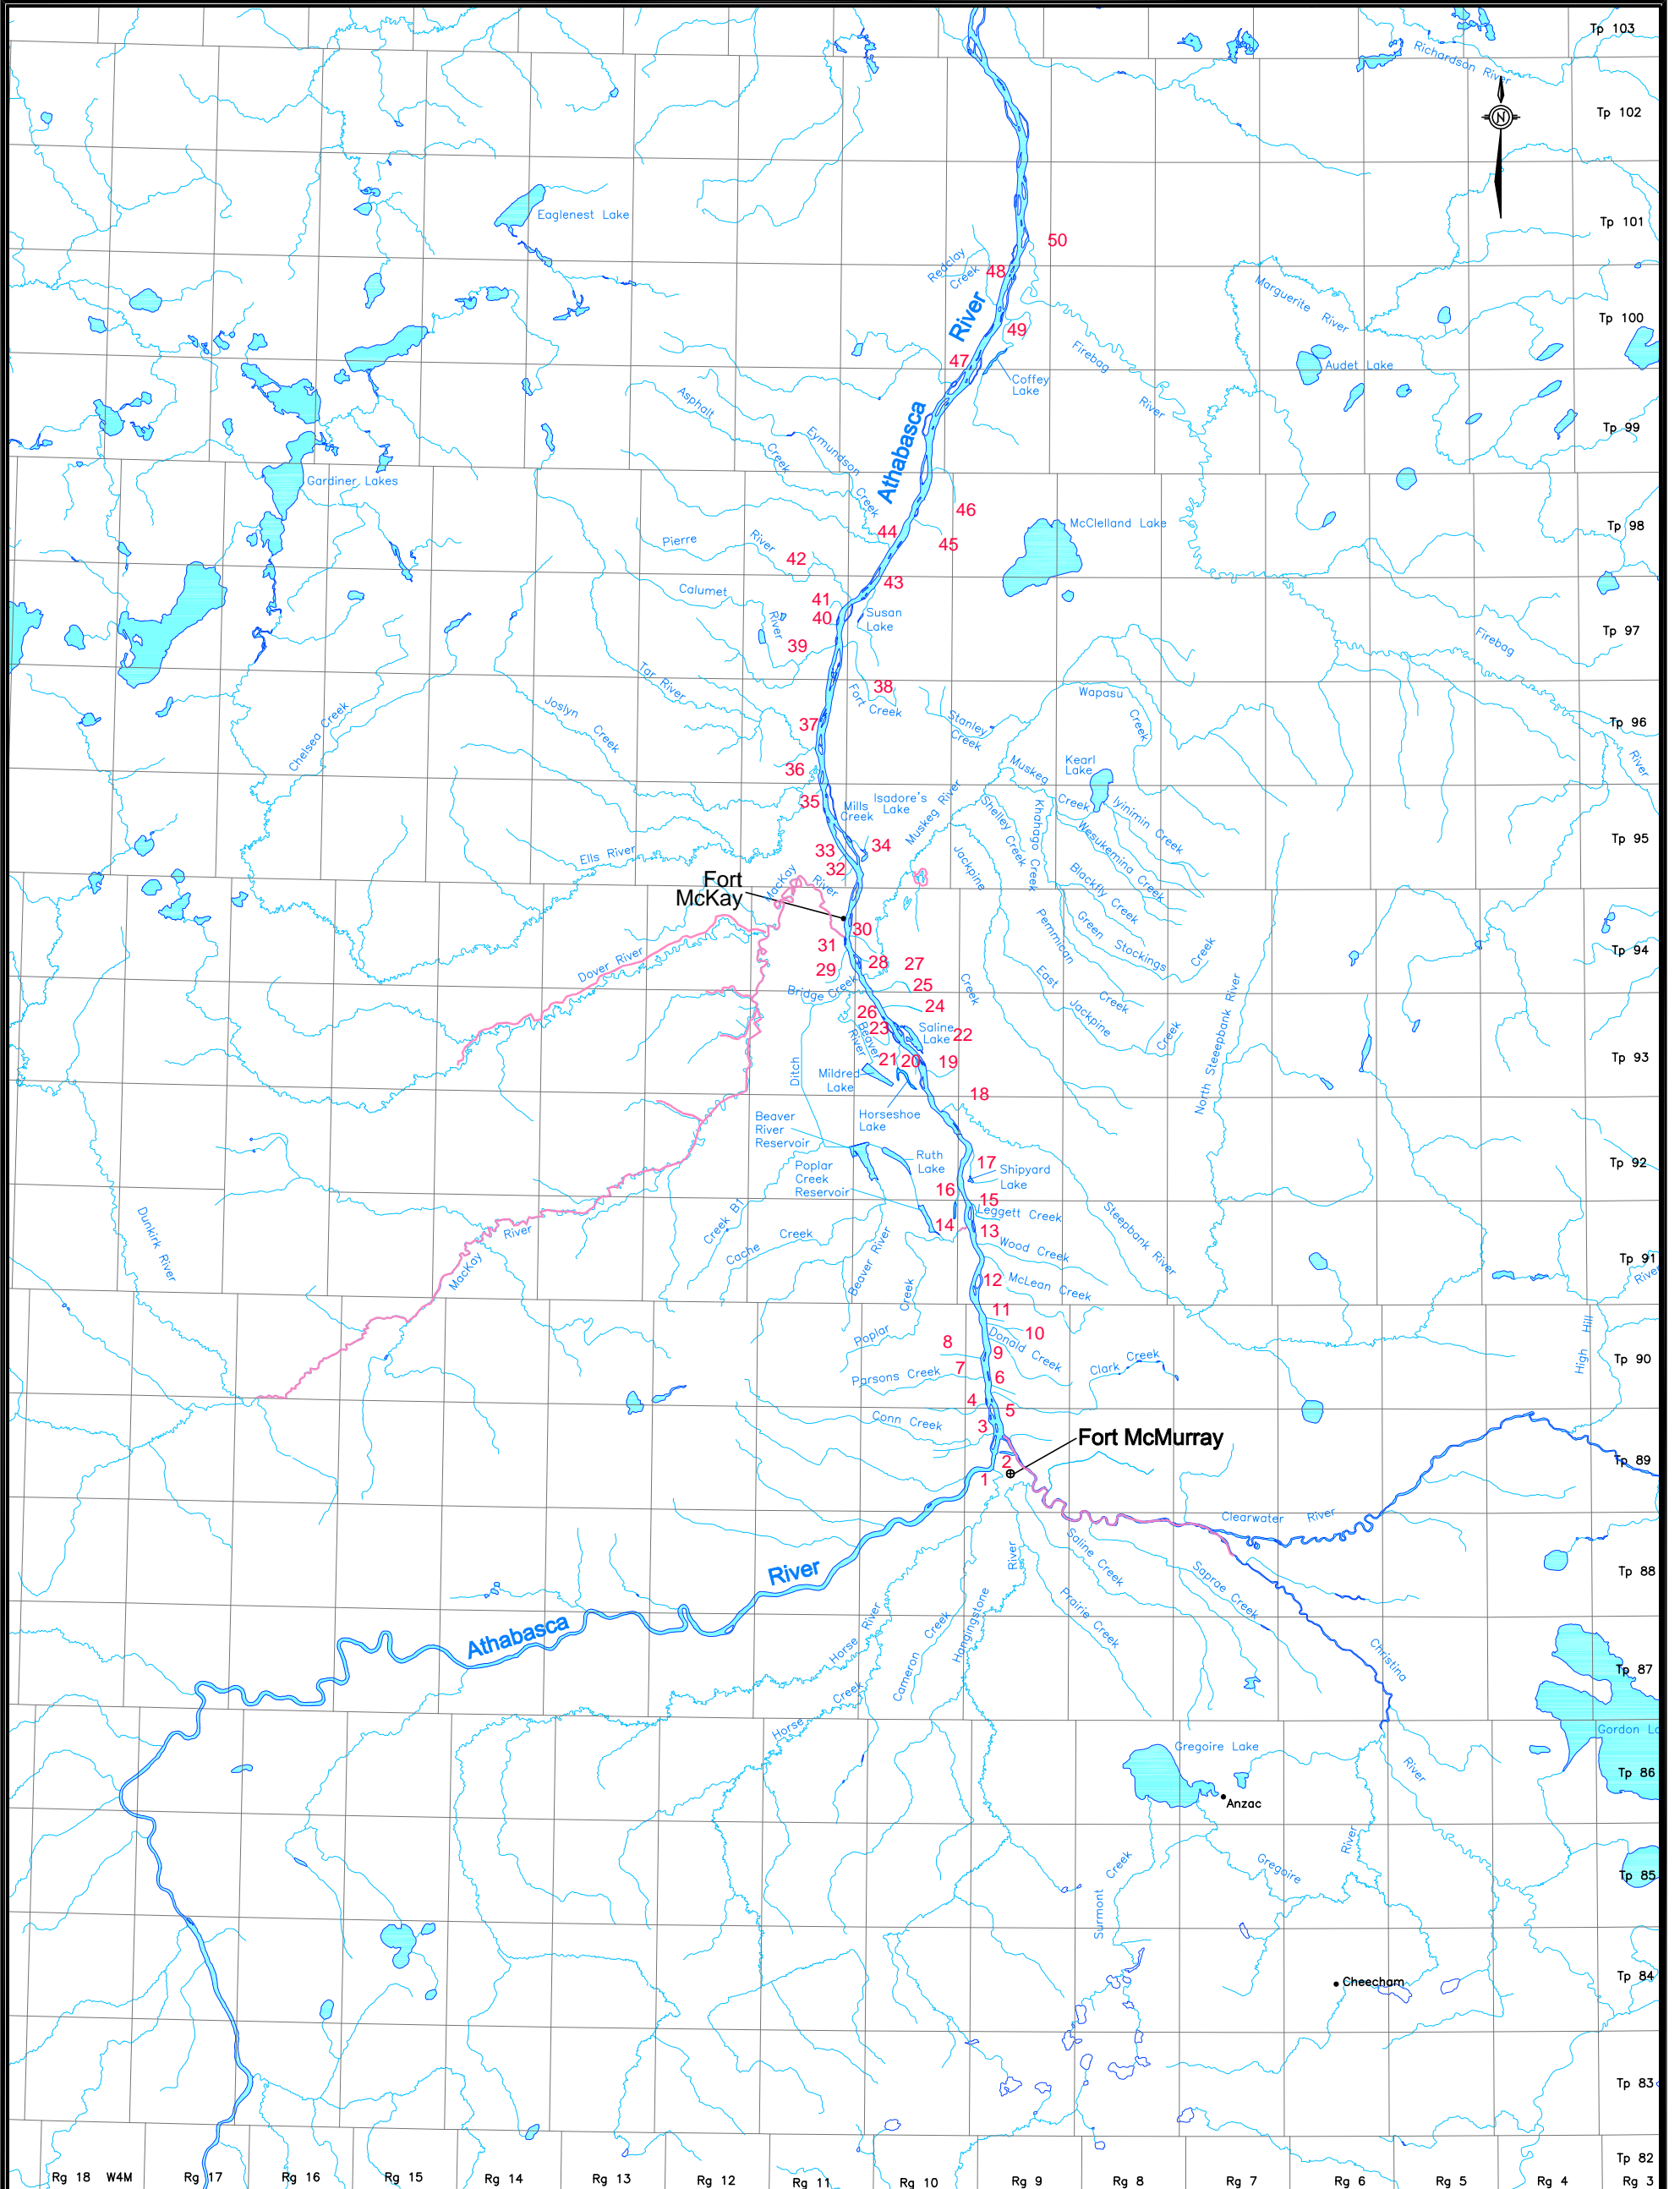 Tp 103
Richardson River
N
Tp 102
Eaglenest Lake
Tp 101
50
Redclay
Creek
48
Marguerite River
River
49
Tp 100
47
Firebag
River
Audet Lake
Coffey
Lake
Asphalt
Creek
Eymundson
Creek
Athabasca
Tp 99
Gardiner Lakes
46
McClelland Lake
Tp 98
44
45
Pierre
River
42
43
Calumet
River
41
40
Susan
Lake
Tp 97
Firebag
River
39
Tar River
38
Fort Creek
Wapasu
Creek
Joslyn
Creek
Chelsea Creek
37
Stanley
Creek
Tp 96
36
Kearl
Lake
Muskeg
Creek
35
Mills
Creek
Isadore's
Lake
Muskeg River
Shelley Creek
Khahago Creek
Iyinimin Creek
Wesukemina Creek
34
33
32
Tp 95
Ells River
Jackpine
Creek
Blackfly Creek
Fort
McKay
MacKay
River
Green Stockings
Creek
Pemmican
Creek
30
31
Tp 94
Dover River
28
27
29
25
Bridge Creek
East
Jackpine
Creek
24
26
23
Beaver
River
Saline
Lake
22
North Steeepbank River
21
20
19
Tp 93
Ditch
Mildred
Lake
18
Horseshoe
Lake
Beaver
River
Reservoir
Ruth
Lake
17
Shipyard
Lake
Tp 92
Poplar
Creek
Reservoir
16
15
Leggett Creek
Steepbank River
Dunkirk River
Creek B1
14
13
River
Cache Creek
Wood Creek
MacKay
Beaver River
Tp 91
River
12
McLean Creek
Creek
11
High Hill
Poplar
8
10
Donald Creek
9
Clark Creek
Tp 90
Parsons Creek
7
6
4
5
Conn Creek
3
Fort McMurray
2
1
Tp 89
Clearwater River
Saline Creek
River
River
Saprae Creek
Tp 88
Athabasca
Horse River
Cameron Creek
Hangingstone
Prairie Creek
Christina
River
Tp 87
Horse
Creek
Gordon La
Gregoire Lake
Tp 86
Anzac
Surmont
Creek
Gregoire
River
Tp 85
Cheecham
Tp 84
Tp 83
Tp 82
Rg 18 W4M Rg 17 Rg 16 Rg 15 Rg 14 Rg 13 Rg 12 Rg 11 Rg 10 Rg 9 Rg 8 Rg 7 Rg 6 Rg 5 Rg 4 Rg 3